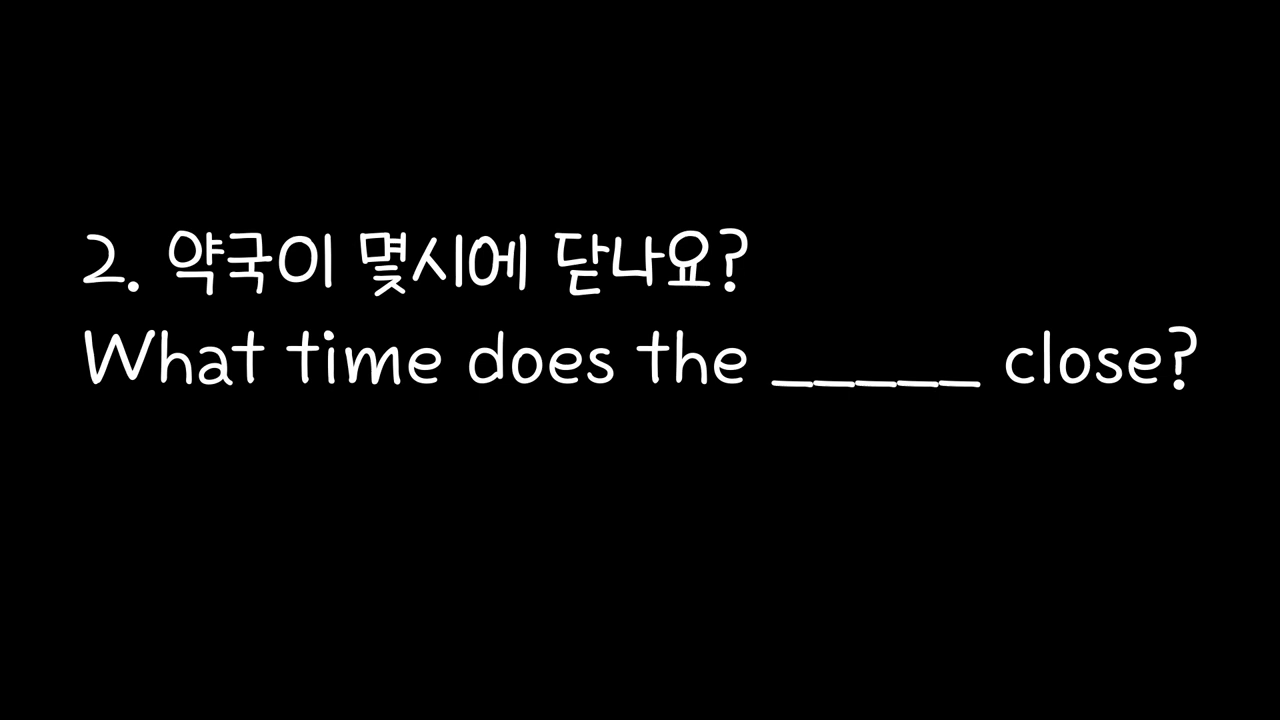 2. 약국이 몇시에 닫나요?
What time does the _____ close?